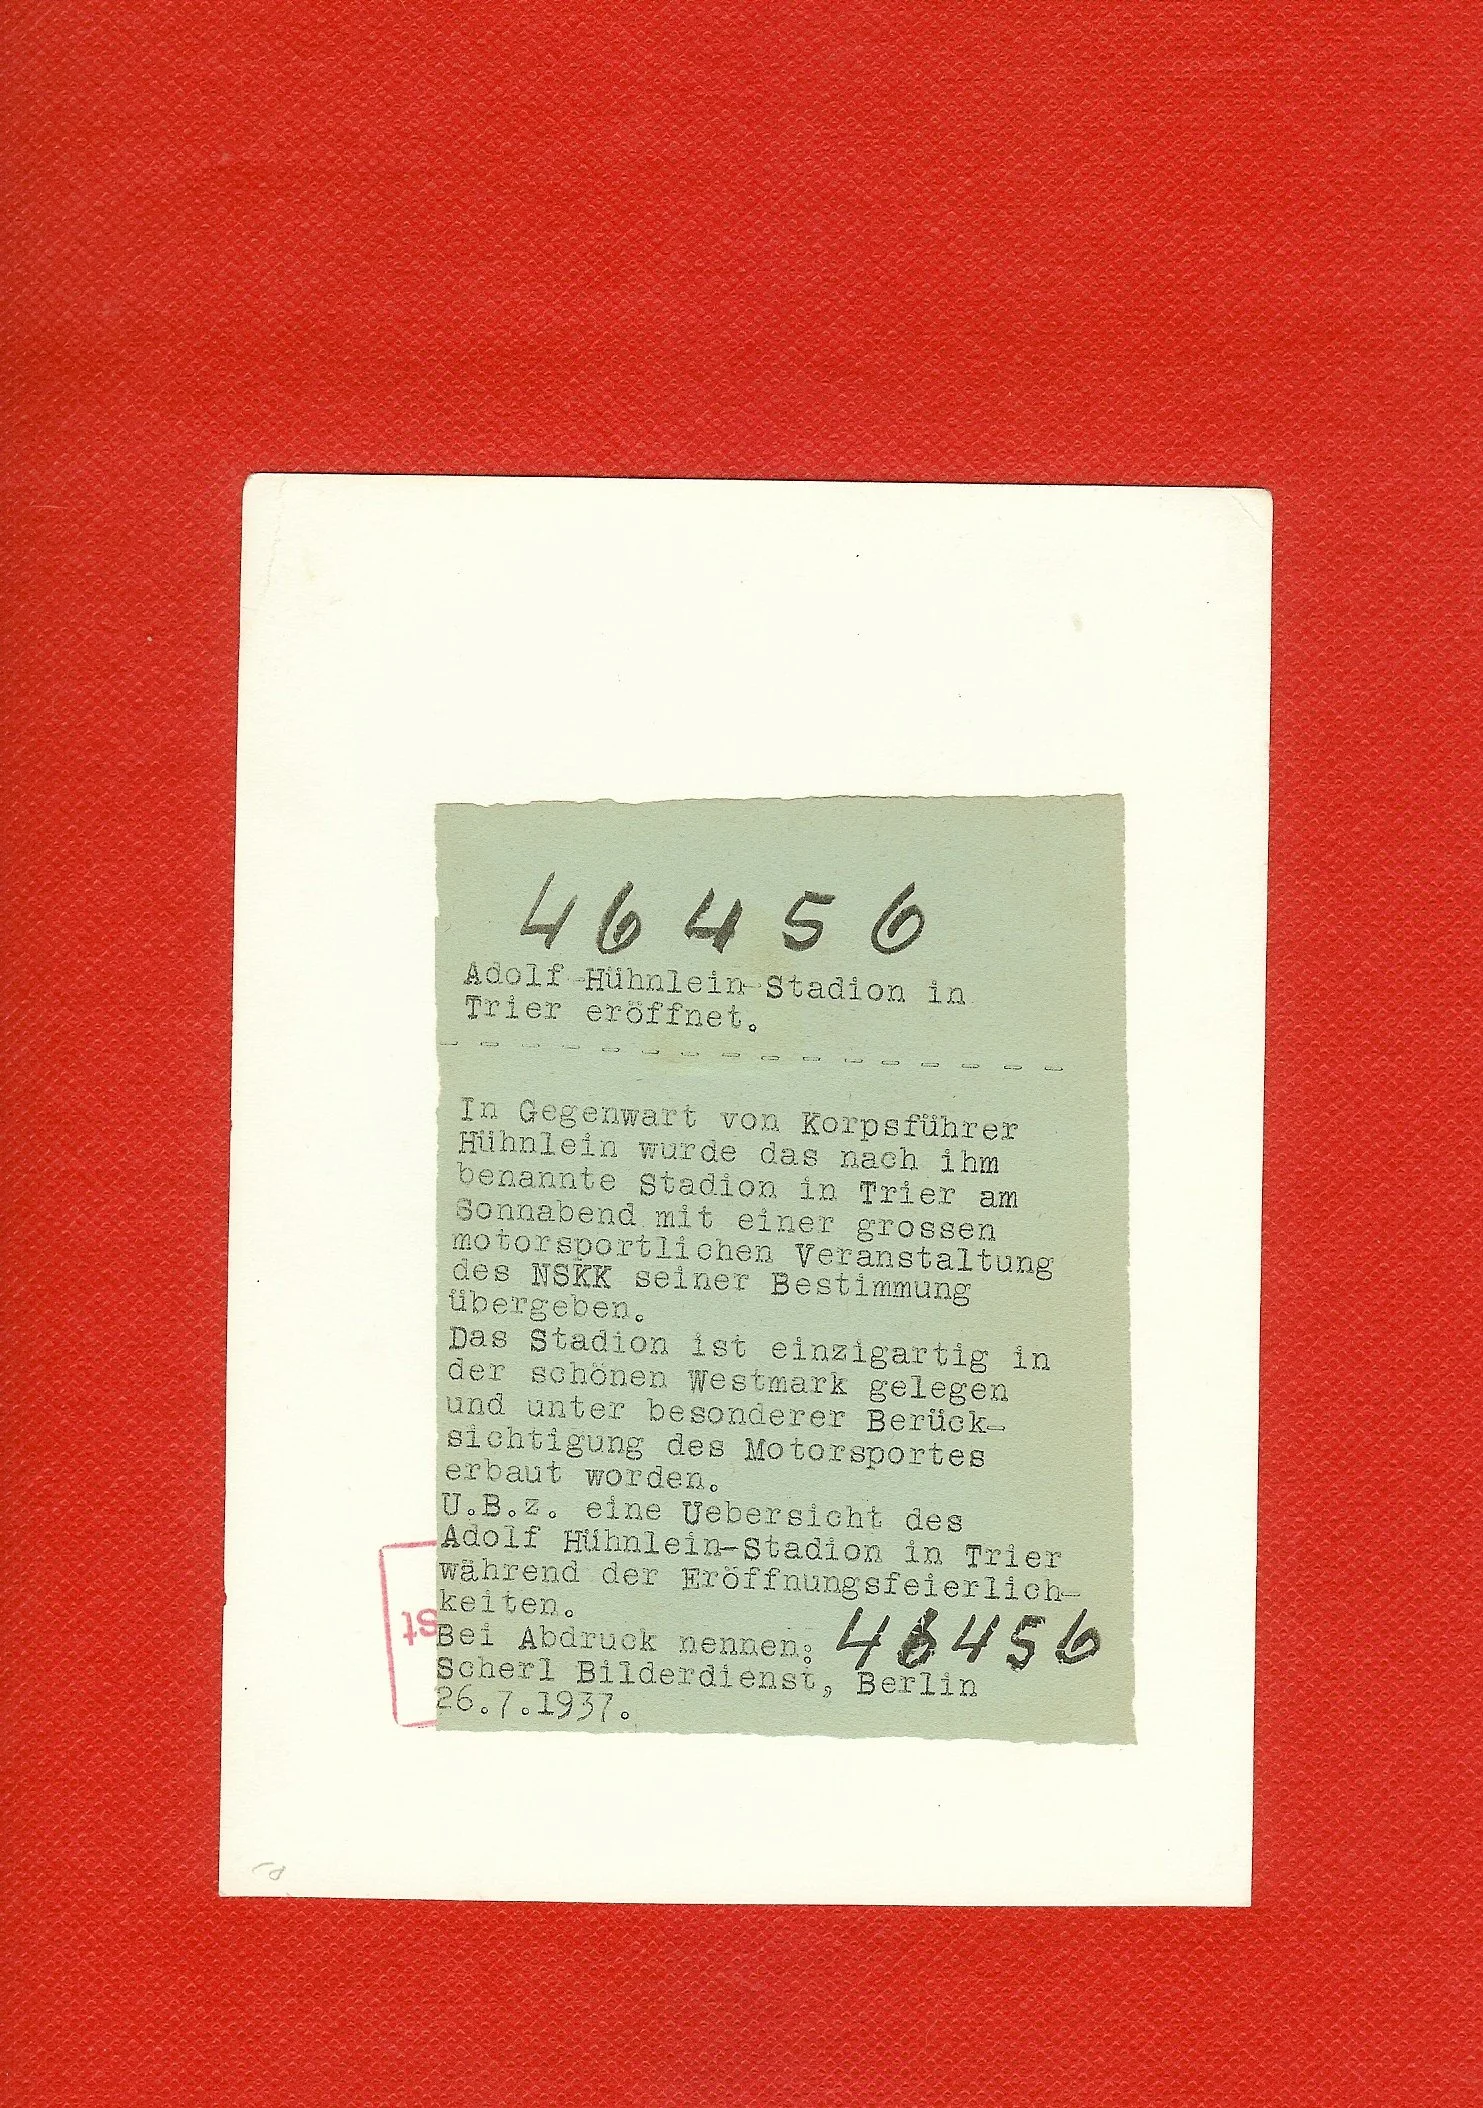 46456
Adolf-Hühnlein-Stadion in
Trier eröffnet.
- - - - - - - - - - - - - - - -
In Gegenwart von Korpsführer
Hühnlein wurde das nach ihm
benannte Stadion in Trier am
Sonnabend mit einer grossen
motorsportlichen Veranstaltung
des NSKK seiner Bestimmung
übergeben.
Das Stadion ist einzigartig in
der schönen Westmark gelegen
und unter besonderer Berück-
sichtigung des Motorsportes
erbaut worden.
U.B.z. eine Uebersicht des
Adolf Hühnlein-Stadion in Trier
während der Eröffnungsfeierlich-
keiten.
Bei Abdruck nennen: 46456
Scherl Bilderdienst, Berlin
26.7.1937.
st